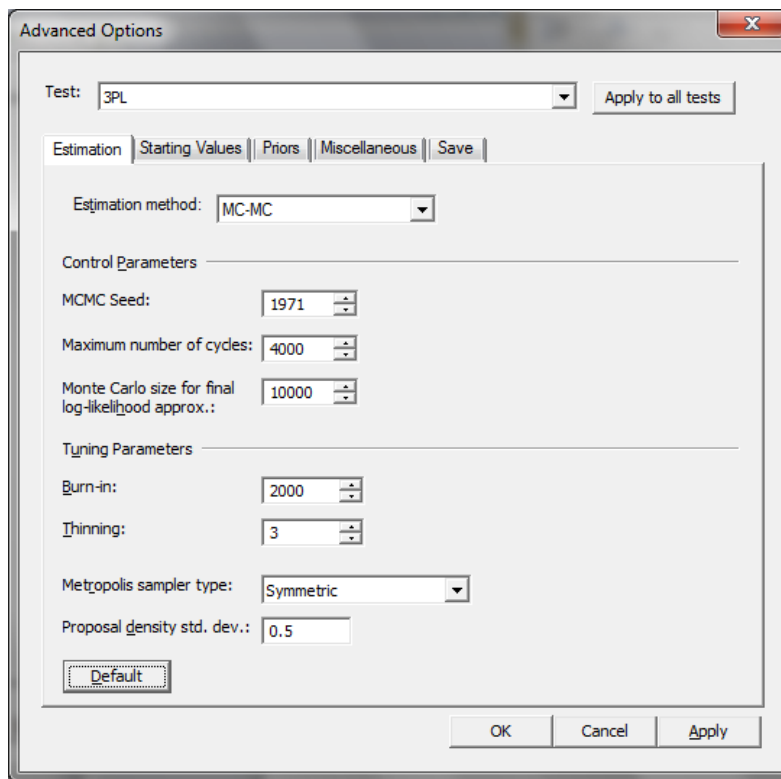 Advanced Options
Test: 3PL Apply to all tests
Estimation Starting Values Priors Miscellaneous Save
Estimation method: MC-MC
Control Parameters
MCMC Seed: 1971
Maximum number of cycles: 4000
Monte Carlo size for final
log-likelihood approx.: 10000
Tuning Parameters
Burn-in: 2000
Thinning: 3
Metropolis sampler type: Symmetric
Proposal density std. dev.: 0.5
Default
OK Cancel Apply